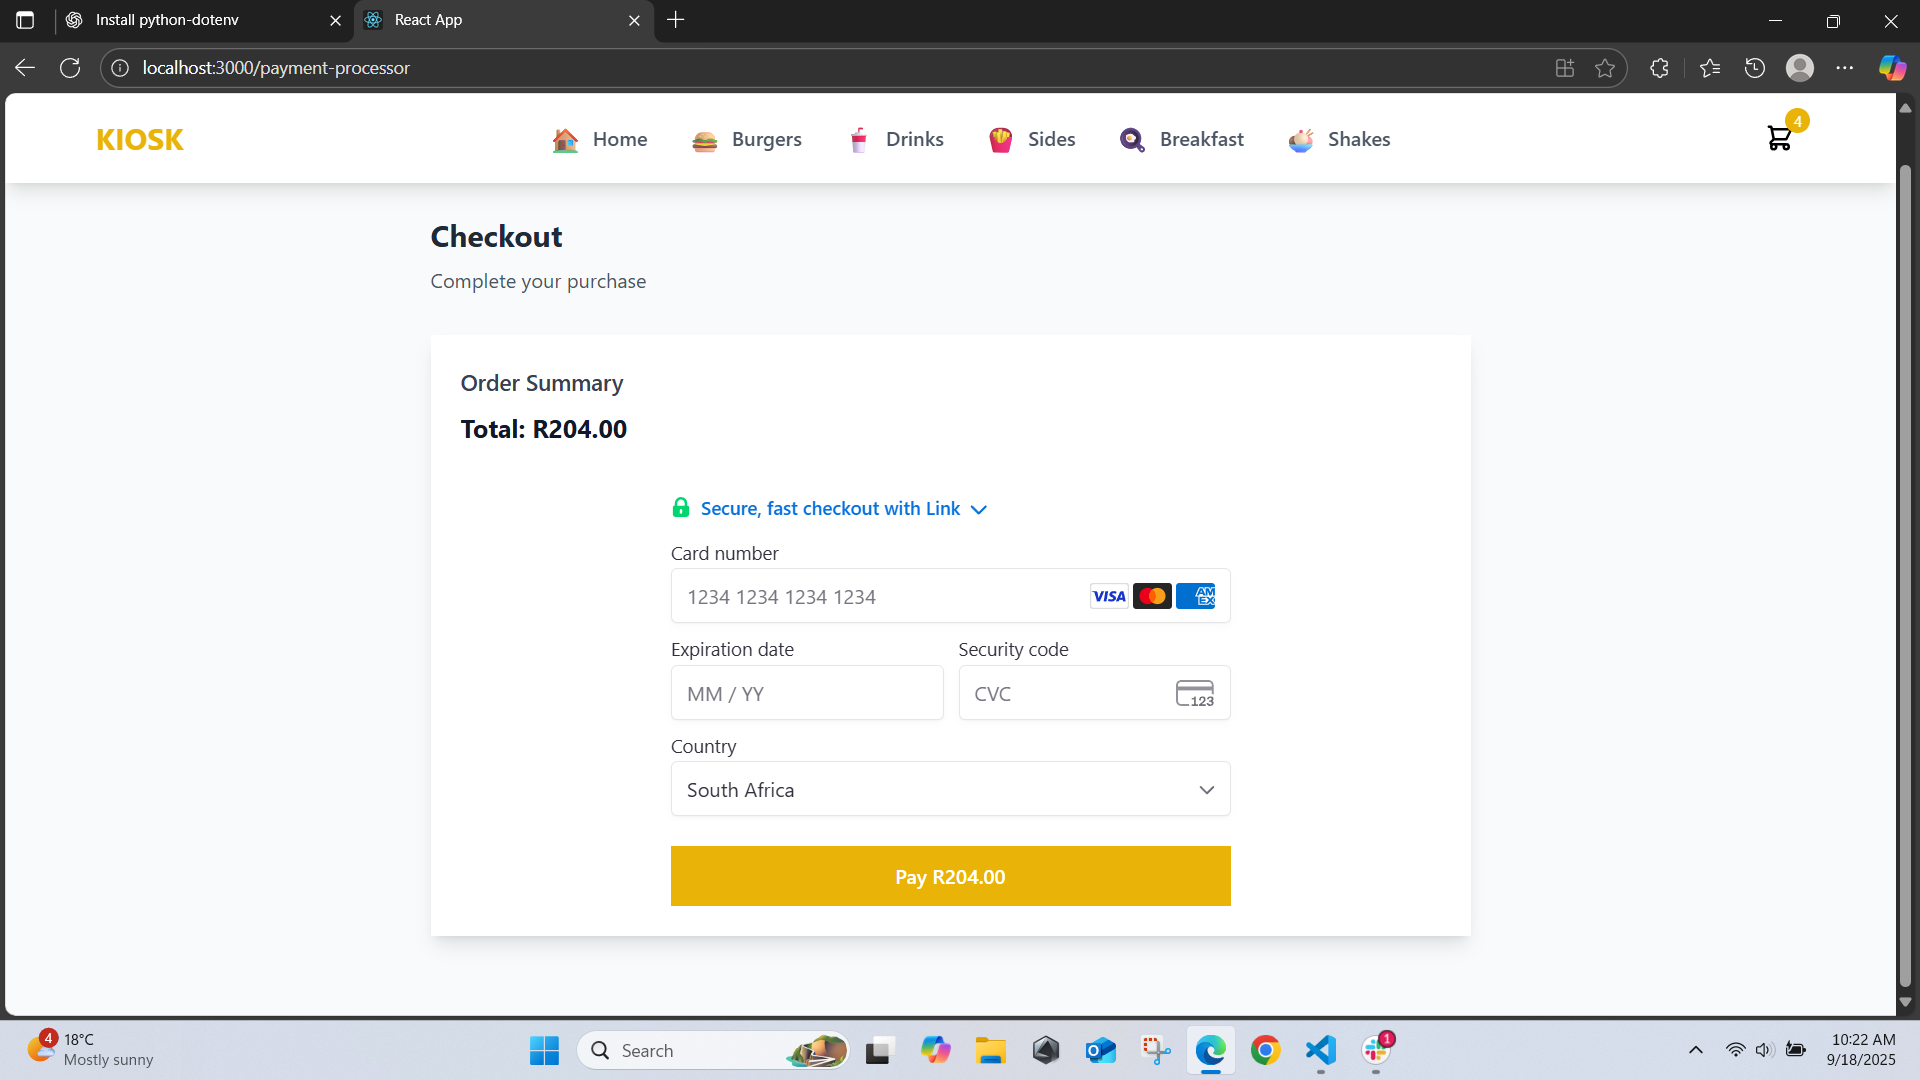 Install python-dotenv
React App
localhost:3000/payment-processor
KIOSK
Home
Burgers
Drinks
Sides
Breakfast
Shakes
4
Checkout
Complete your purchase
Order Summary
Total: R204.00
Secure, fast checkout with Link
Card number
1234 1234 1234 1234
VISA
AM
EX
Expiration date
Security code
MM / YY
CVC
123
Country
South Africa
Pay R204.00
4
18°C
Mostly sunny
Search
1
10:22 AM
9/18/2025